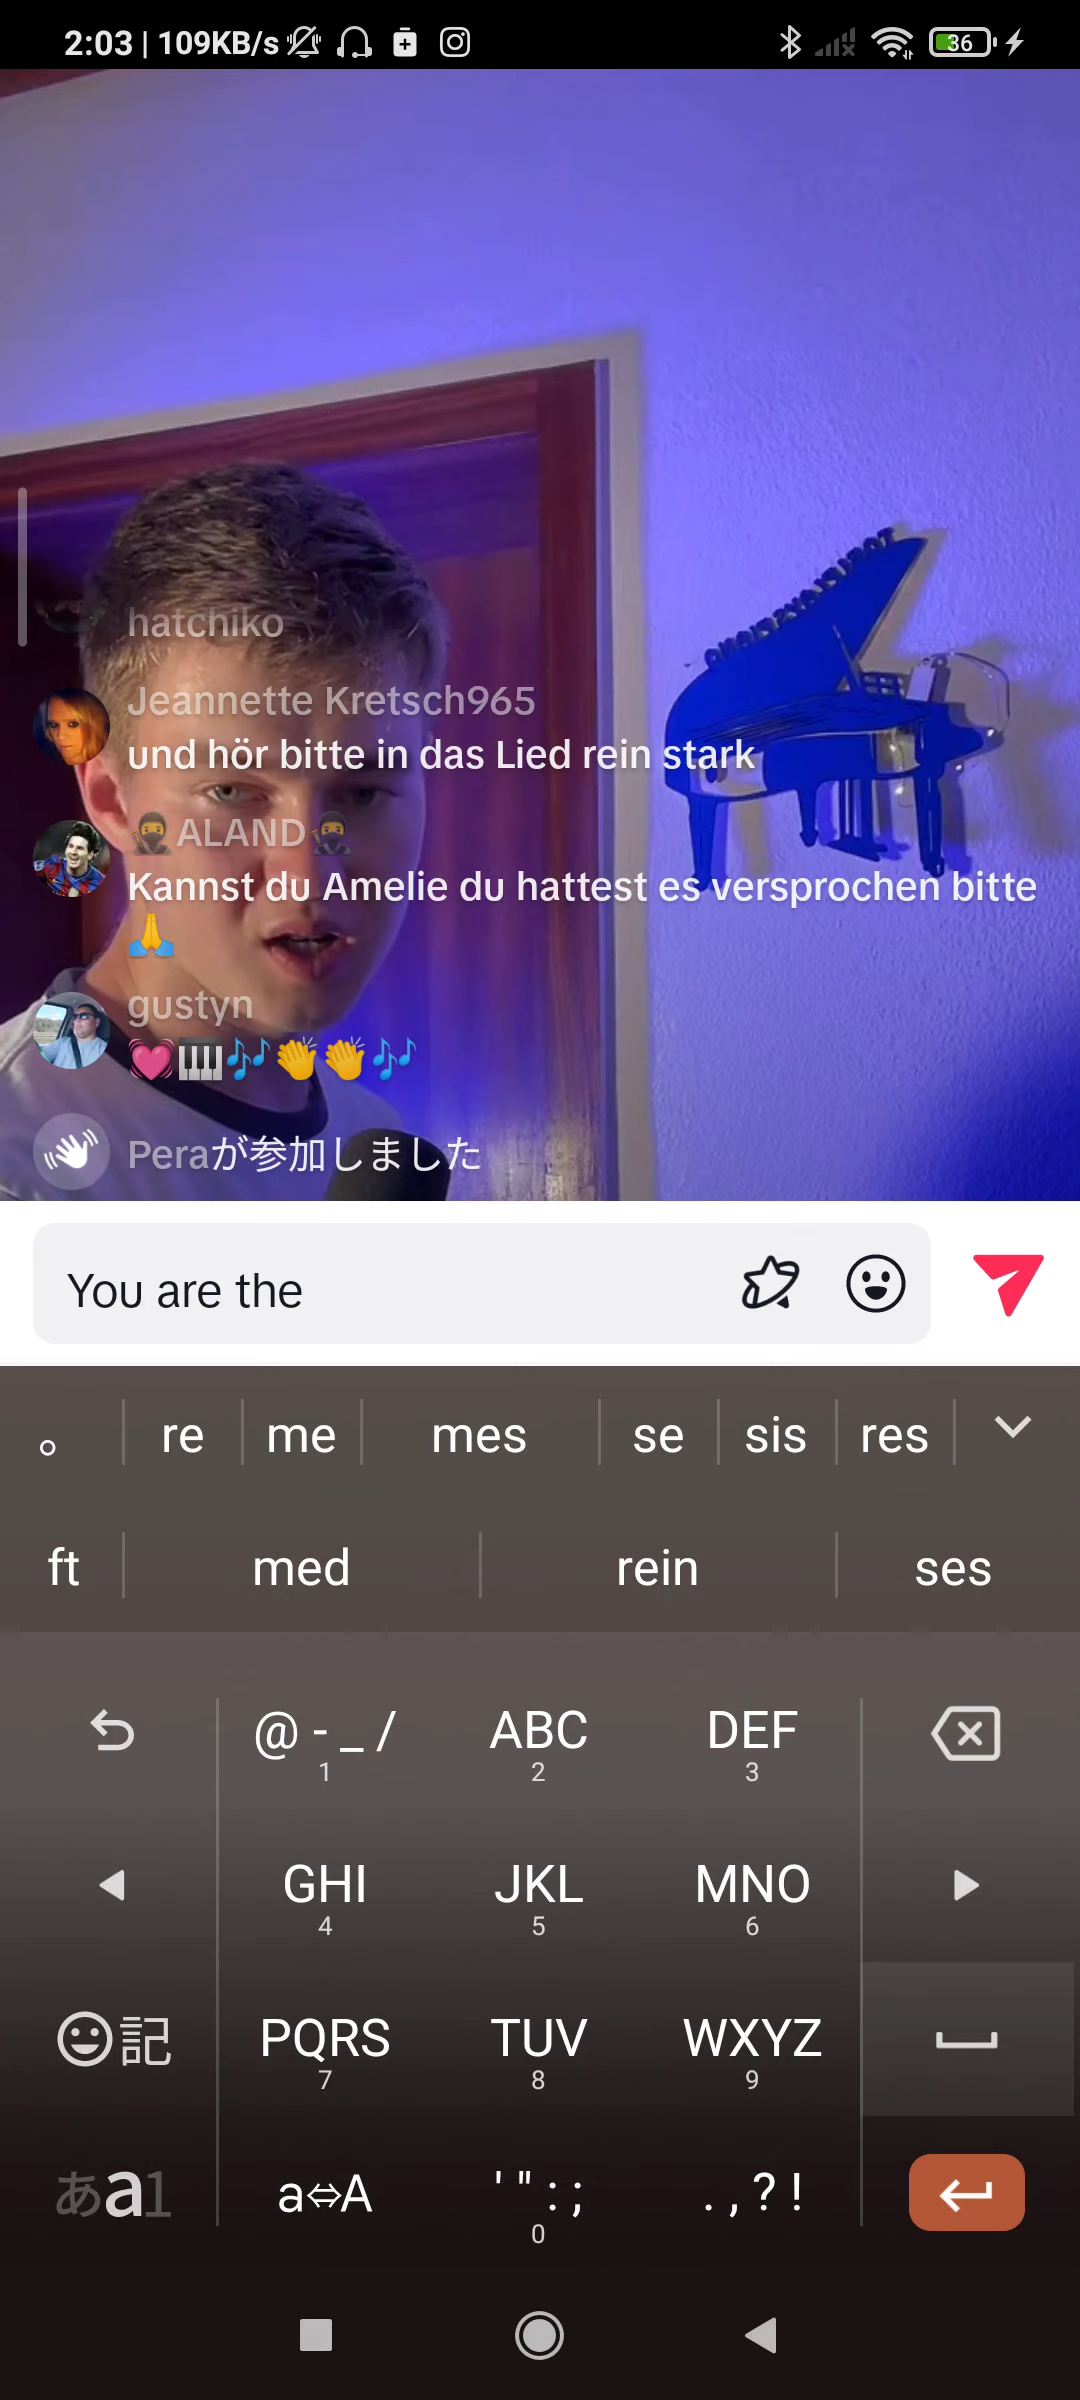 2:03 | 109KB/s
36
hatchiko
Jeannette Kretsch965
und hör bitte in das Lied rein stark
🥷ALAND🥷
Kannst du Amelie du hattest es versprochen bitte
🙏
gustyn
💓🎹🎶👏👏🎶
Peraが参加しました
You are the
。 re me mes se sis res
ft med rein ses
@-_/ ABC DEF
1 2 3
GHI JKL MNO
4 5 6
記 PQRS TUV WXYZ
7 8 9
あa1 a⇔A '":; .,?!
0